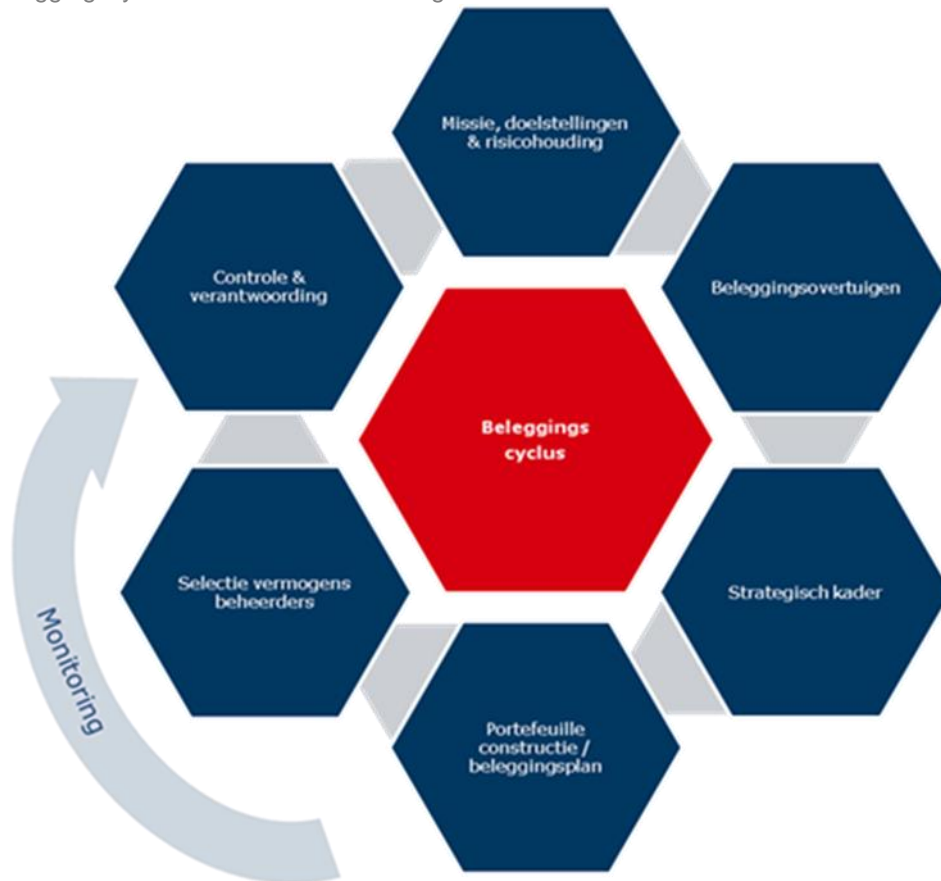 Missie, doelstellingen
& risicohouding
Controle &
verantwoording
Beleggingsovertuigen
Beleggings
cyclus
Selectie vermogens
beheerders
Strategisch kader
Monitoring
Portefeuille
constructie /
beleggingsplan